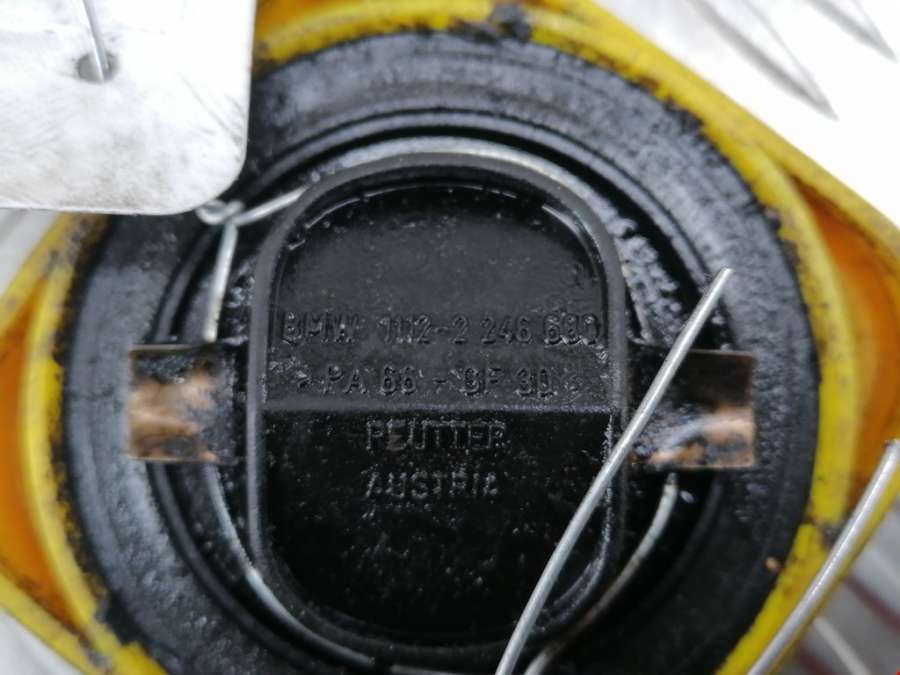 BMW 1112-2 246 690
> PA 66 - GF 30 <
REUTTER
AUSTRIA